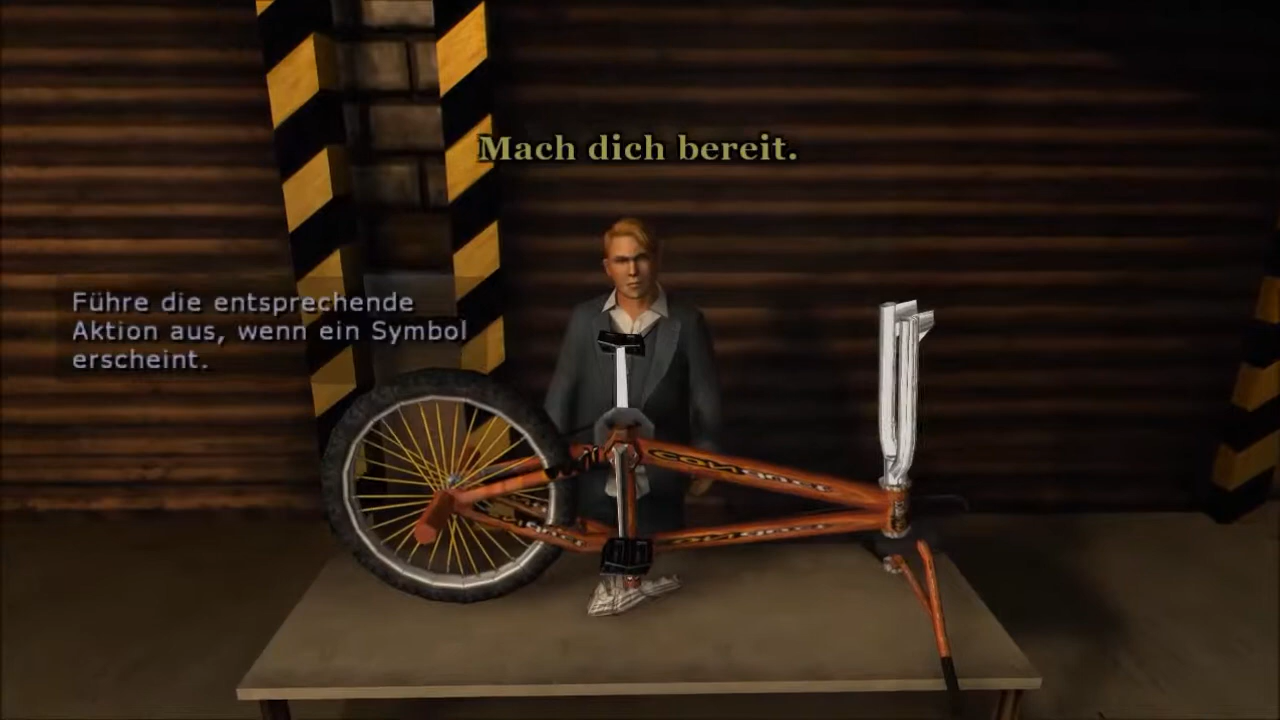 Mach dich bereit.
Führe die entsprechende
Aktion aus, wenn ein Symbol
erscheint.